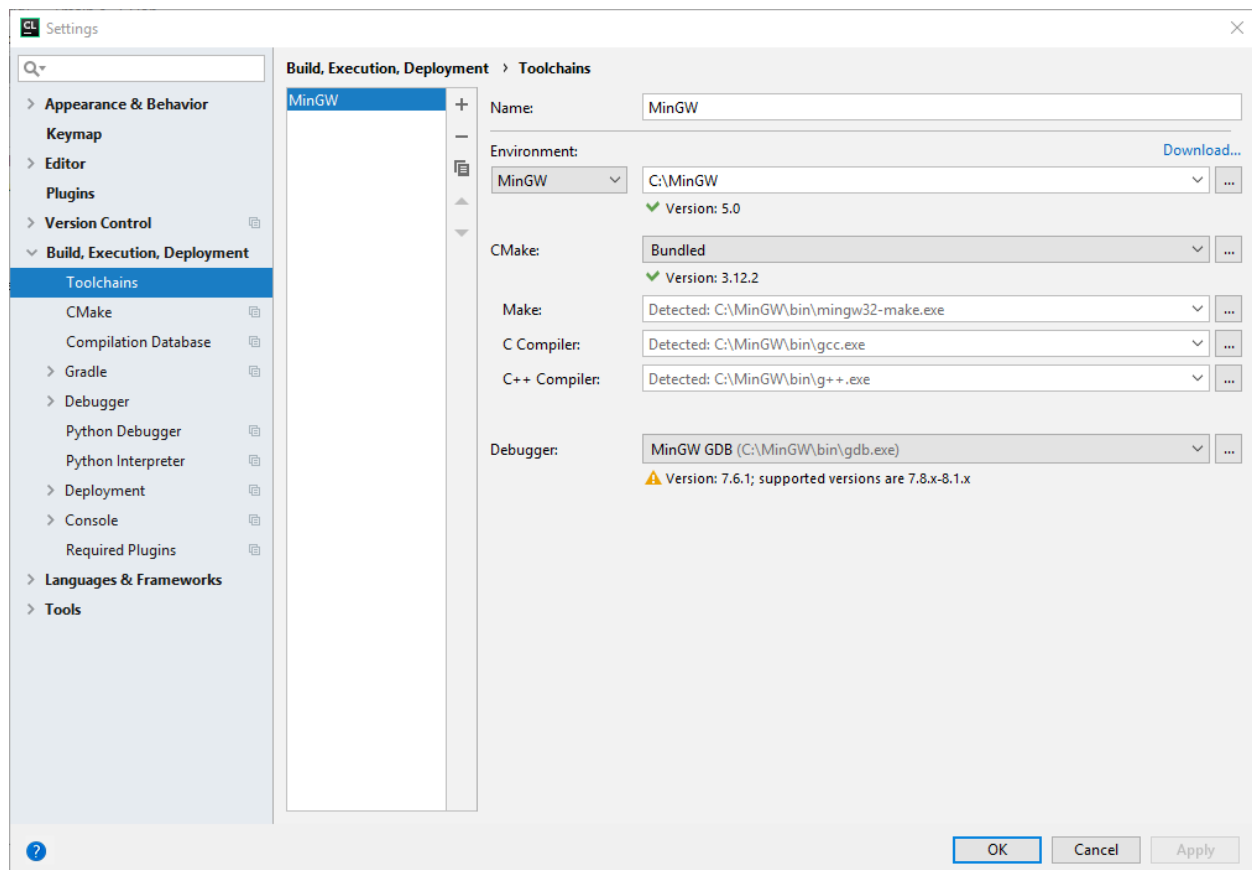 CL Settings
Build, Execution, Deployment › Toolchains
Appearance & Behavior
Keymap
Editor
Plugins
Version Control
Build, Execution, Deployment
Toolchains
CMake
Compilation Database
Gradle
Debugger
Python Debugger
Python Interpreter
Deployment
Console
Required Plugins
Languages & Frameworks
Tools
MinGW
Name: MinGW
Environment: Download...
MinGW C:\MinGW ...
Version: 5.0
CMake: Bundled ...
Version: 3.12.2
Make: Detected: C:\MinGW\bin\mingw32-make.exe ...
C Compiler: Detected: C:\MinGW\bin\gcc.exe ...
C++ Compiler: Detected: C:\MinGW\bin\g++.exe ...
Debugger: MinGW GDB (C:\MinGW\bin\gdb.exe) ...
Version: 7.6.1; supported versions are 7.8.x-8.1.x
? OK Cancel Apply